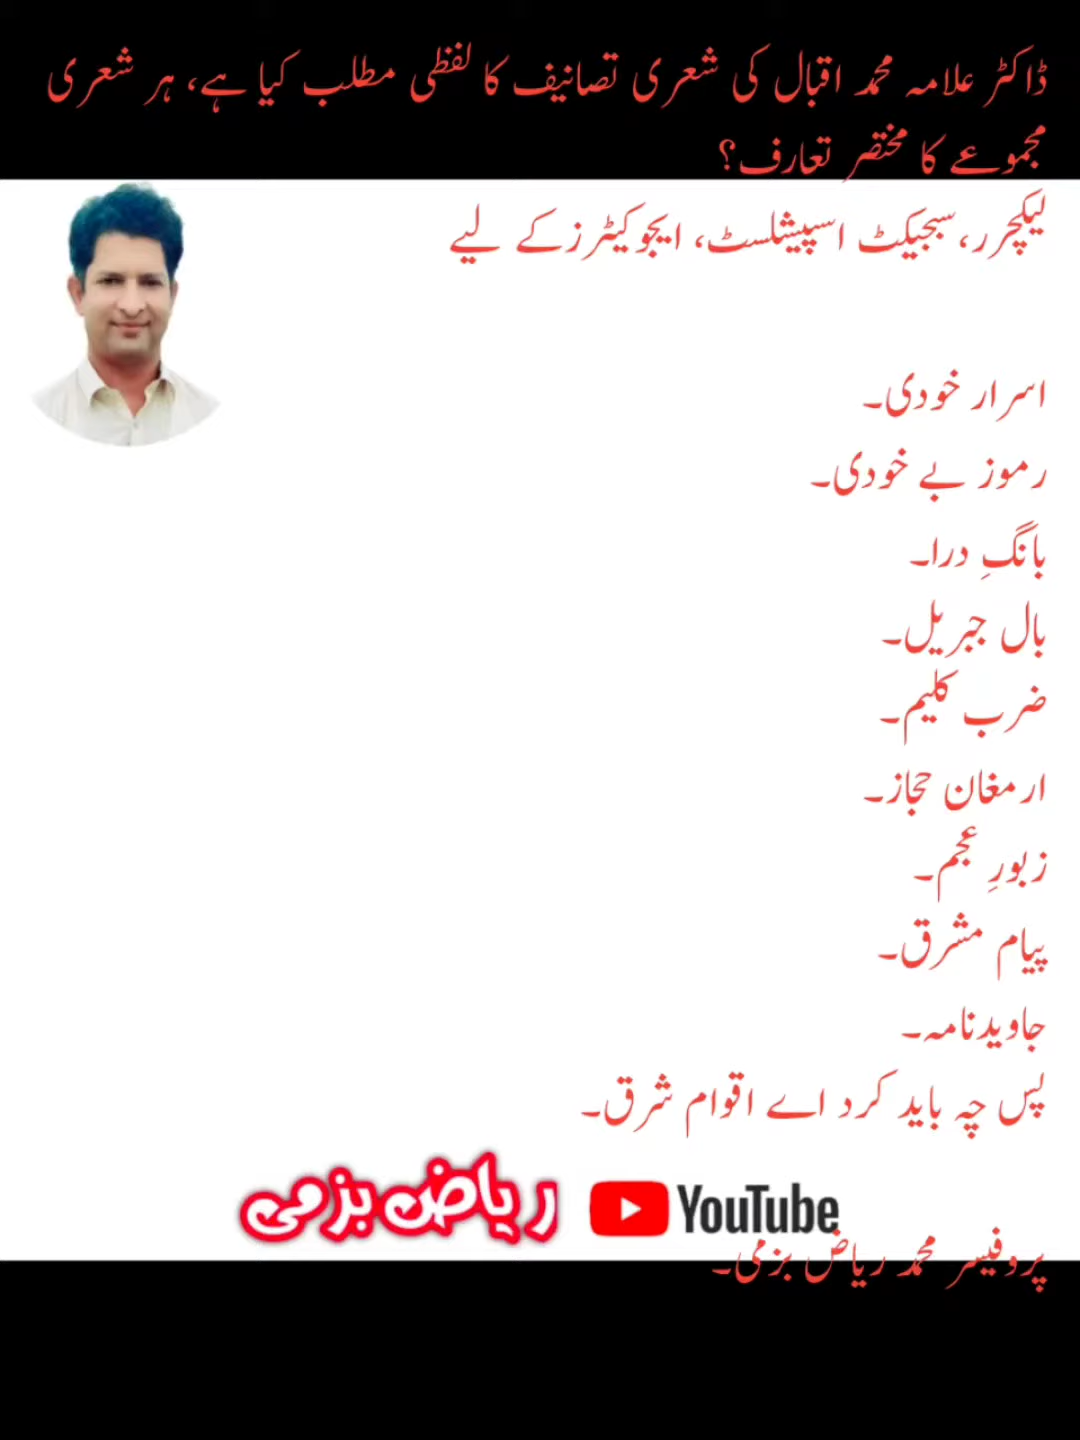 ڈاکٹر علامہ محمد اقبال کی شعری تصانیف کا لفظی مطلب کیا ہے، ہر شعری
مجموعے کا مختصر تعارف؟
لیکچرر،سبجیکٹ اسپیشلسٹ، ایجوکیٹرزکے لیے
اسرار خودی۔
رموز بے خودی۔
بانگِ درا۔
بال جبریل۔
ضرب کلیم۔
ارمغان حجاز۔
زبورِ عجم۔
پیام مشرق۔
جاویدنامہ۔
پس چہ باید کرد اے اقوام شرق۔
ریاض بزمی YouTube
پروفیسر محمد ریاض بزمی۔